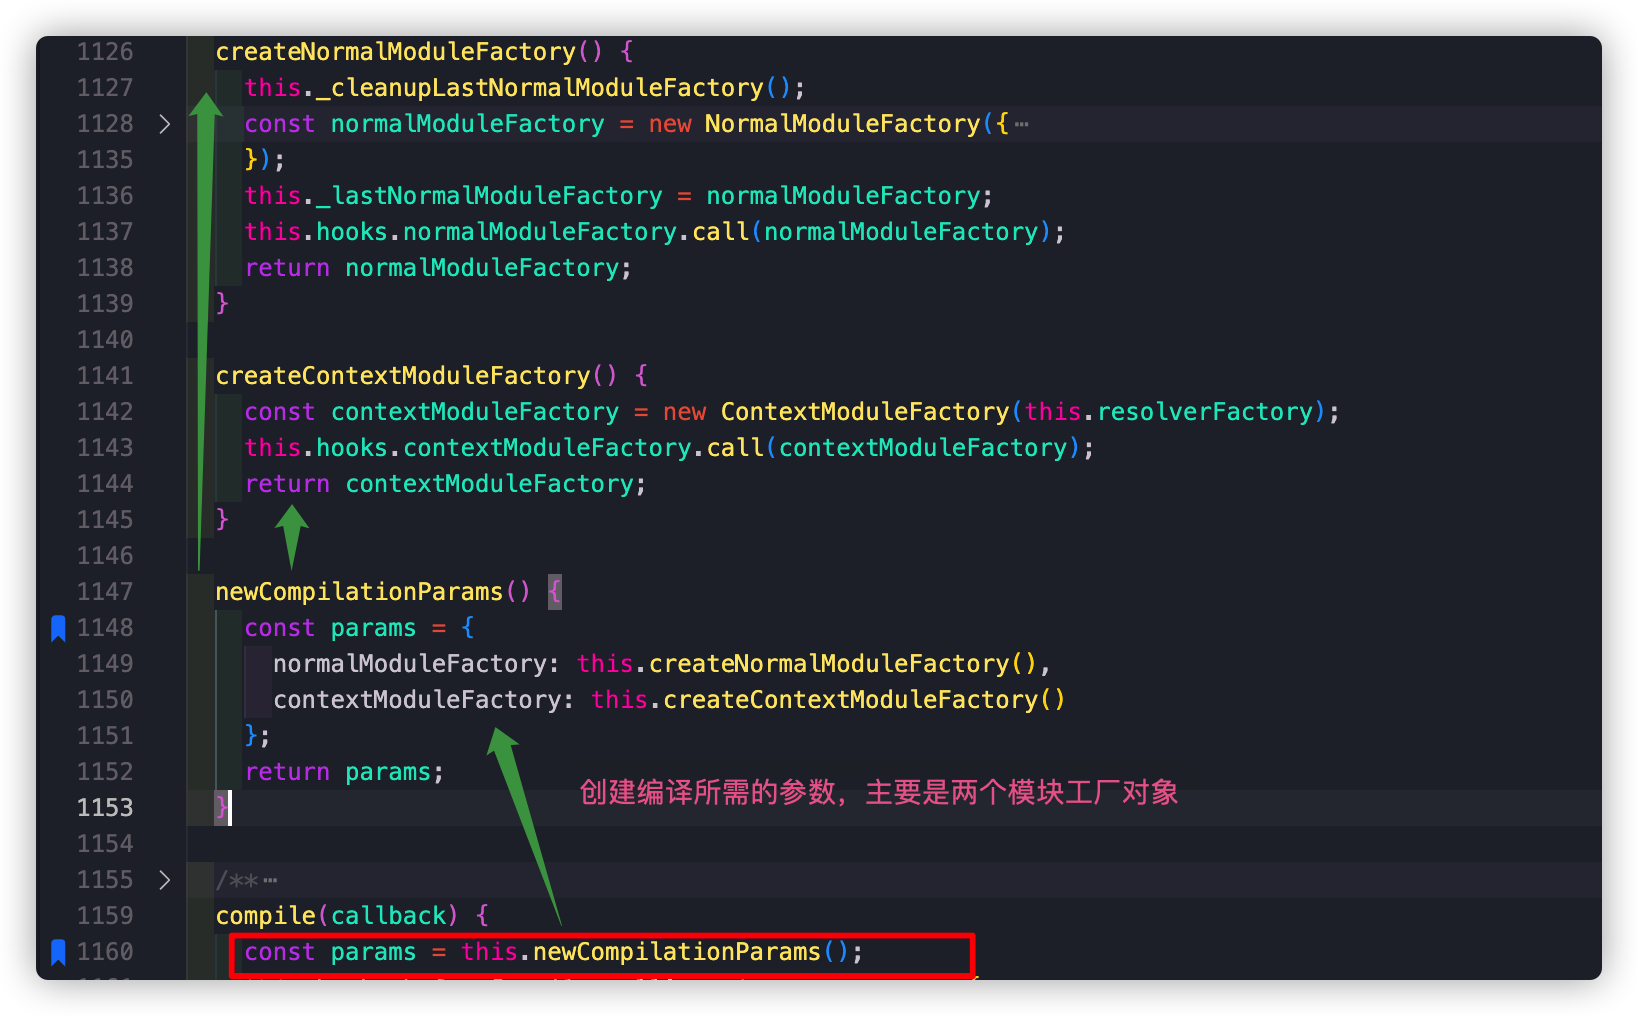 1126 createNormalModuleFactory() {
1127 this._cleanupLastNormalModuleFactory();
1128 const normalModuleFactory = new NormalModuleFactory({…
1135 });
1136 this._lastNormalModuleFactory = normalModuleFactory;
1137 this.hooks.normalModuleFactory.call(normalModuleFactory);
1138 return normalModuleFactory;
1139 }
1140
1141 createContextModuleFactory() {
1142 const contextModuleFactory = new ContextModuleFactory(this.resolverFactory);
1143 this.hooks.contextModuleFactory.call(contextModuleFactory);
1144 return contextModuleFactory;
1145 }
1146
1147 newCompilationParams() {
1148 const params = {
1149 normalModuleFactory: this.createNormalModuleFactory(),
1150 contextModuleFactory: this.createContextModuleFactory()
1151 };
1152 return params;
创建编译所需的参数，主要是两个模块工厂对象
1153 }
1154
1155 /**…
1159 compile(callback) {
1160 const params = this.newCompilationParams();